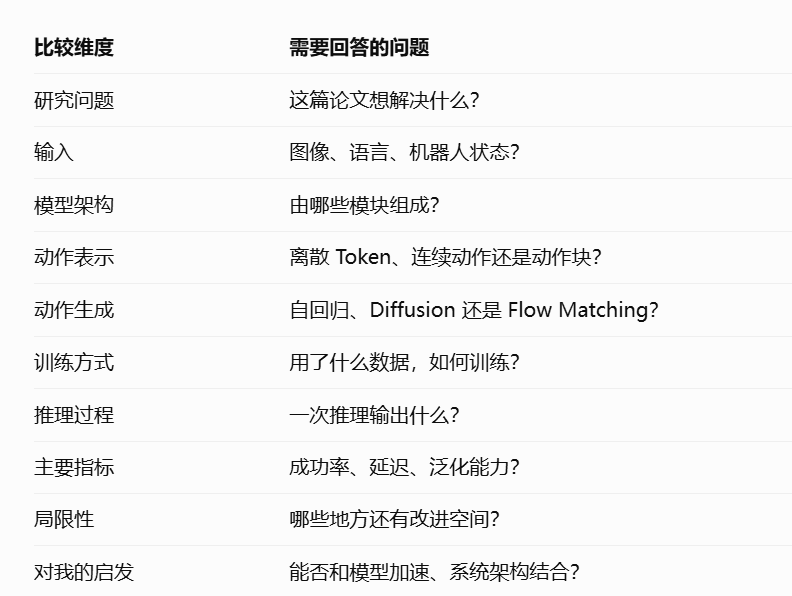 比较维度 需要回答的问题
研究问题 这篇论文想解决什么？
输入 图像、语言、机器人状态？
模型架构 由哪些模块组成？
动作表示 离散 Token、连续动作还是动作块？
动作生成 自回归、Diffusion 还是 Flow Matching？
训练方式 用了什么数据，如何训练？
推理过程 一次推理输出什么？
主要指标 成功率、延迟、泛化能力？
局限性 哪些地方还有改进空间？
对我的启发 能否和模型加速、系统架构结合？